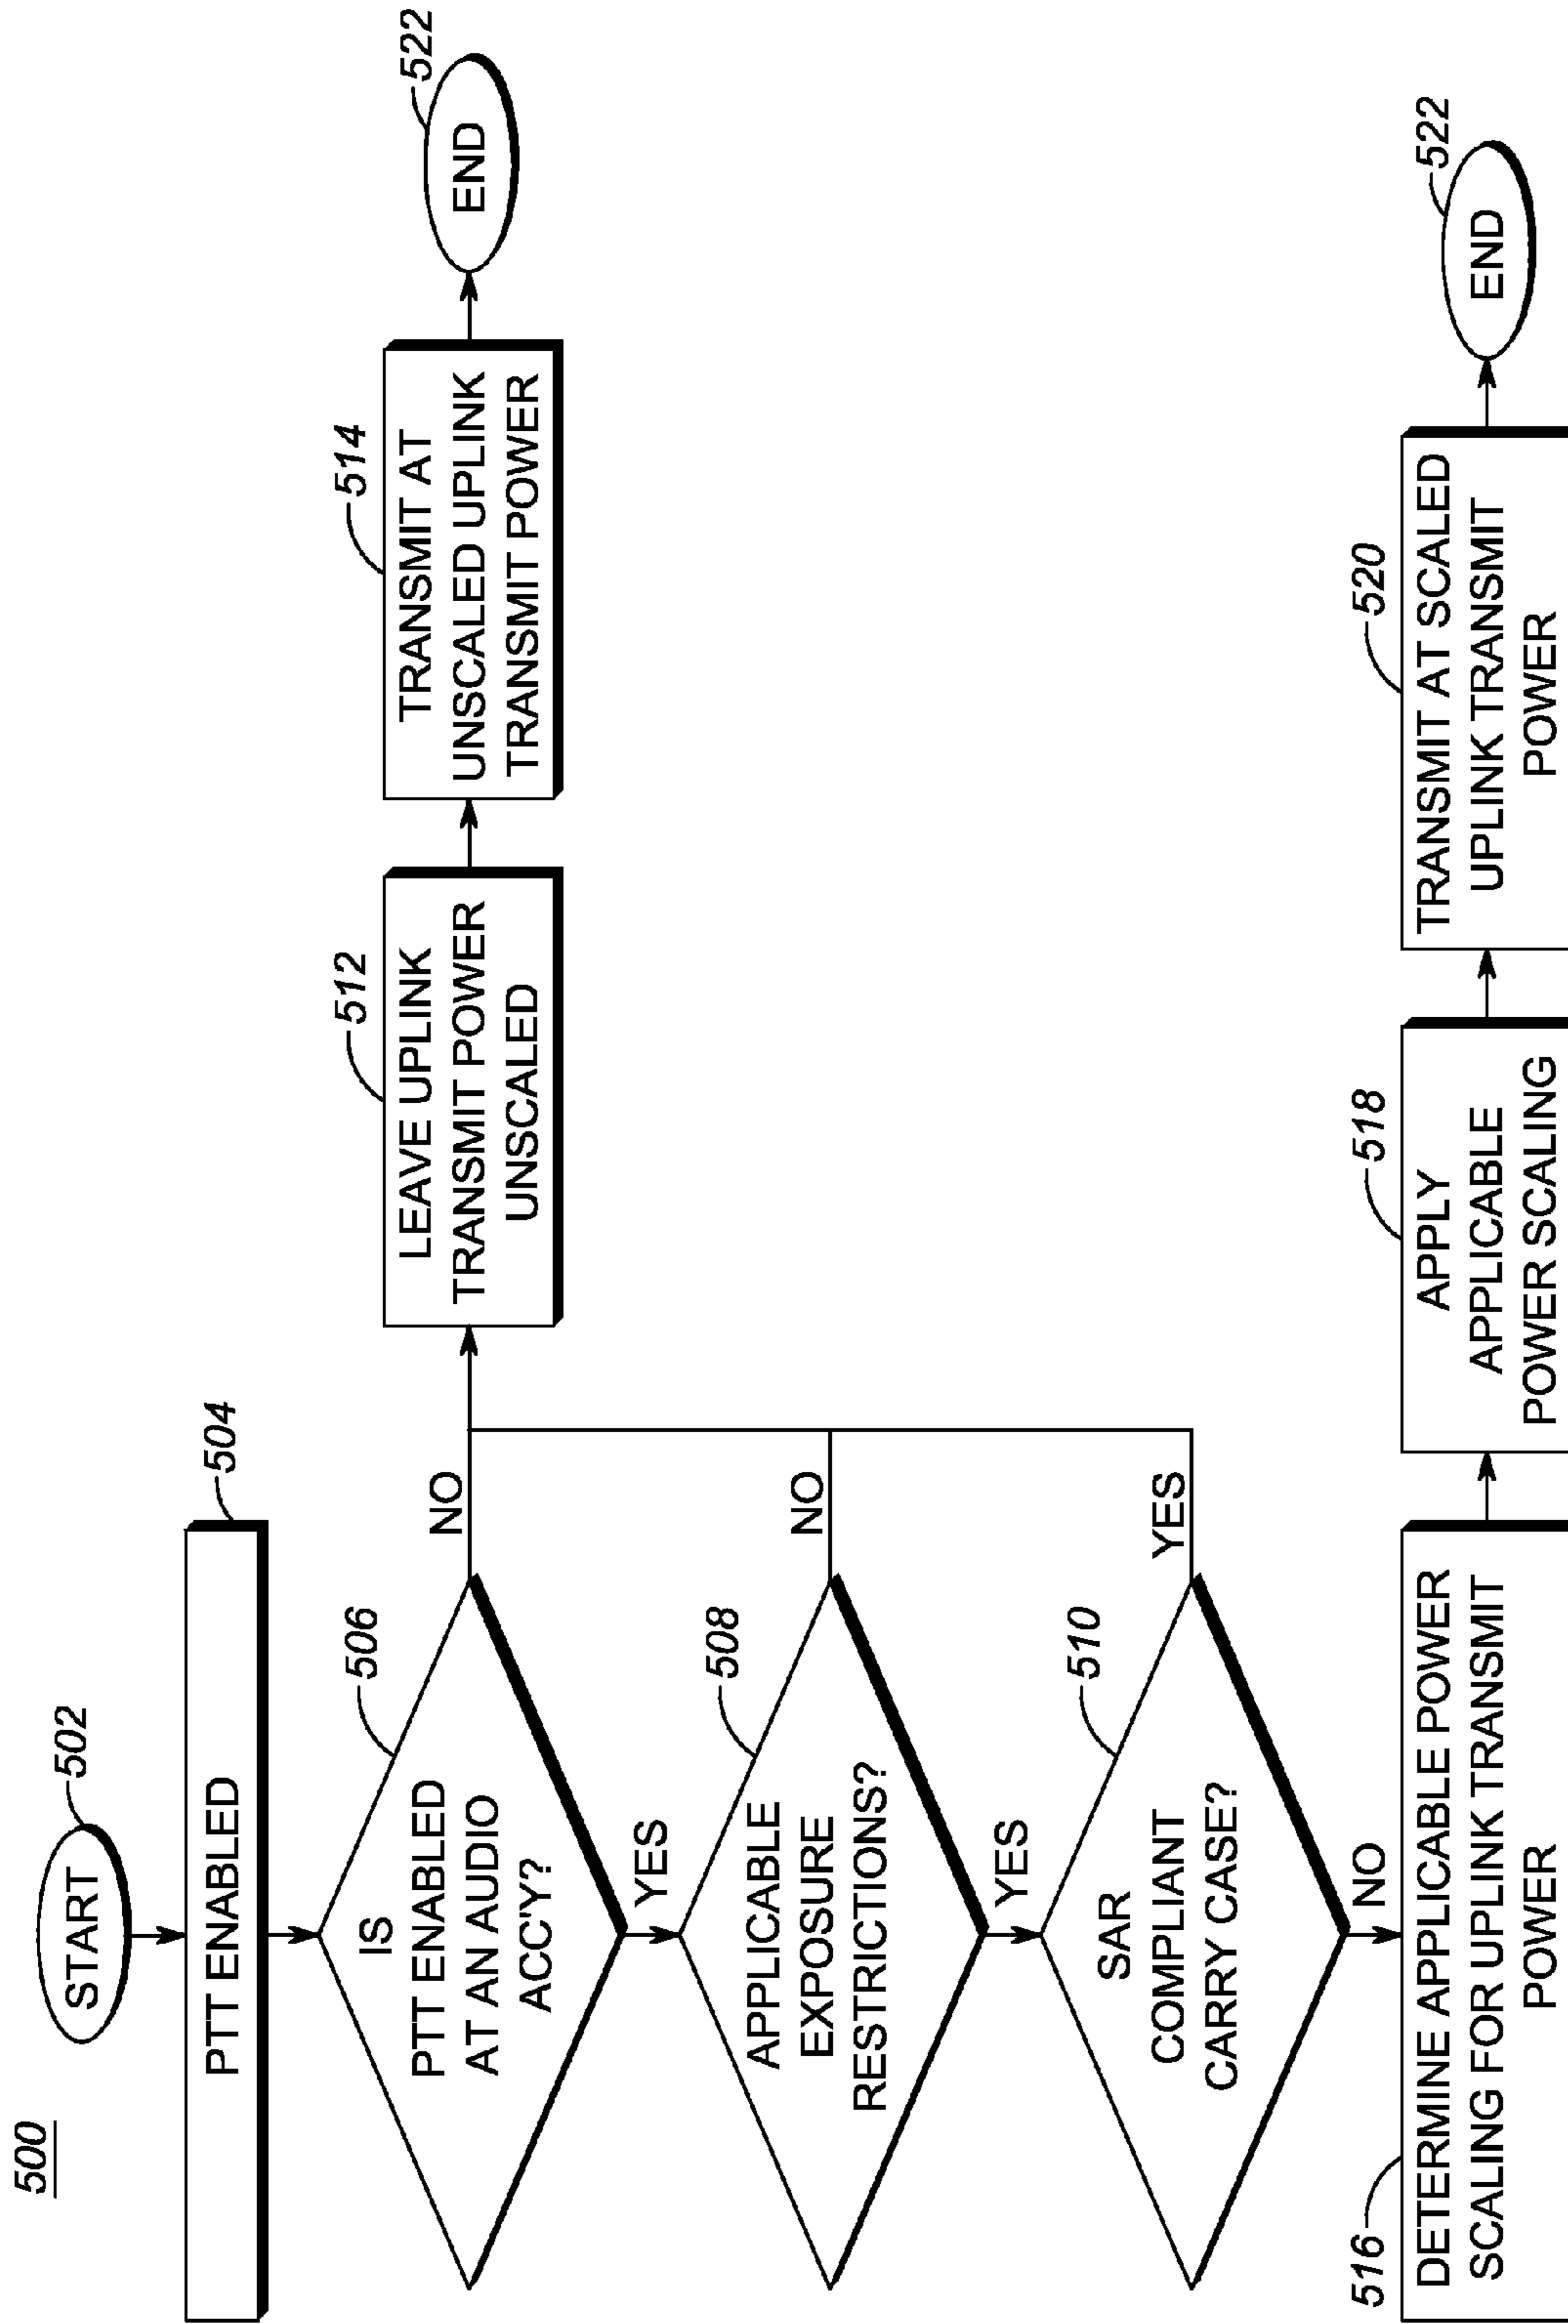 500
502
START
504
PTT ENABLED
506
IS
PTT ENABLED
AT AN AUDIO
ACC'Y?
NO
YES
508
APPLICABLE
EXPOSURE
RESTRICTIONS?
NO
YES
510
SAR
COMPLIANT
CARRY CASE?
YES
NO
512
LEAVE UPLINK
TRANSMIT POWER
UNSCALED
514
TRANSMIT AT
UNSCALED UPLINK
TRANSMIT POWER
522
END
516
DETERMINE APPLICABLE POWER
SCALING FOR UPLINK TRANSMIT
POWER
518
APPLY
APPLICABLE
POWER SCALING
520
TRANSMIT AT SCALED
UPLINK TRANSMIT
POWER
522
END